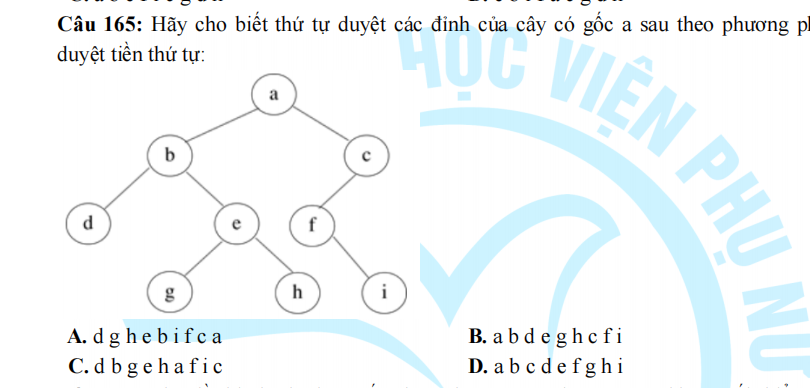 Câu 165: Hãy cho biết thứ tự duyệt các đỉnh của cây có gốc a sau theo phương
duyệt tiền thứ tự:
a
b c
d e f
g h i
A. d g h e b i f c a B. a b d e g h c f i
C. d b g e h a f i c D. a b c d e f g h i
HỌC VIỆN PHỤ NỮ